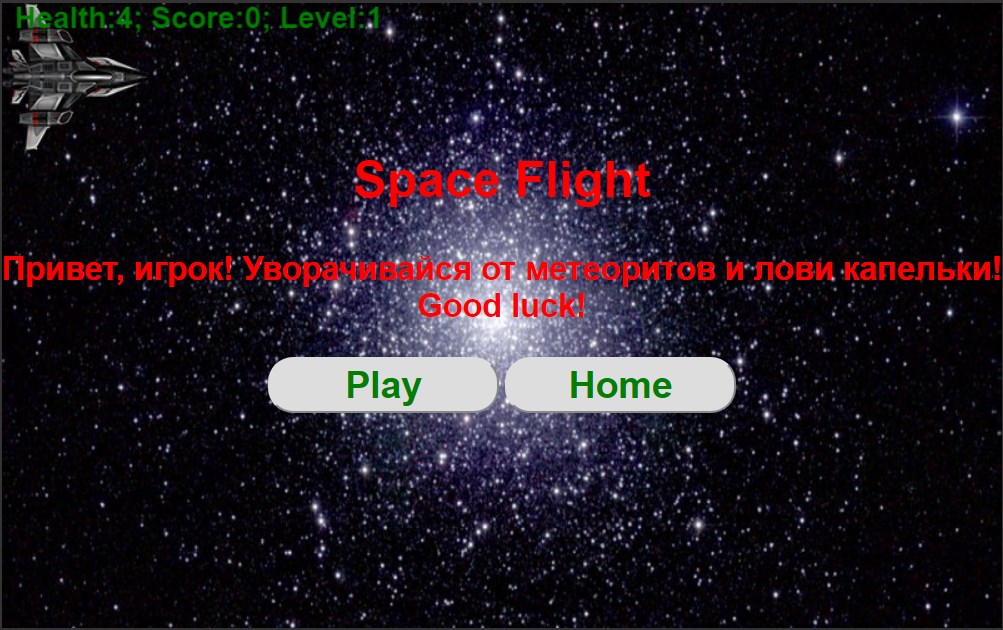 Health:4; Score:0; Level:1
Space Flight
Привет, игрок! Уворачивайся от метеоритов и лови капельки!
Good luck!
Play
Home